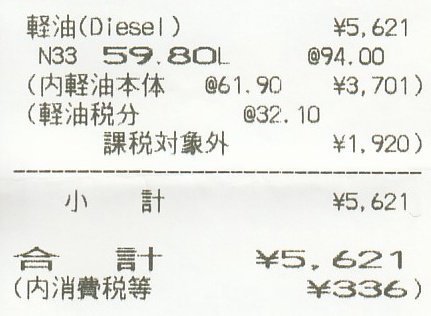 軽油(Diesel) ¥5,621
N33 59.80L @94.00
(内軽油本体 @61.90 ¥3,701)
(軽油税分 @32.10
課税対象外 ¥1,920)
小 計 ¥5,621
合 計 ¥5,621
(内消費税等 ¥336)